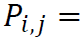 P_{i,j} =